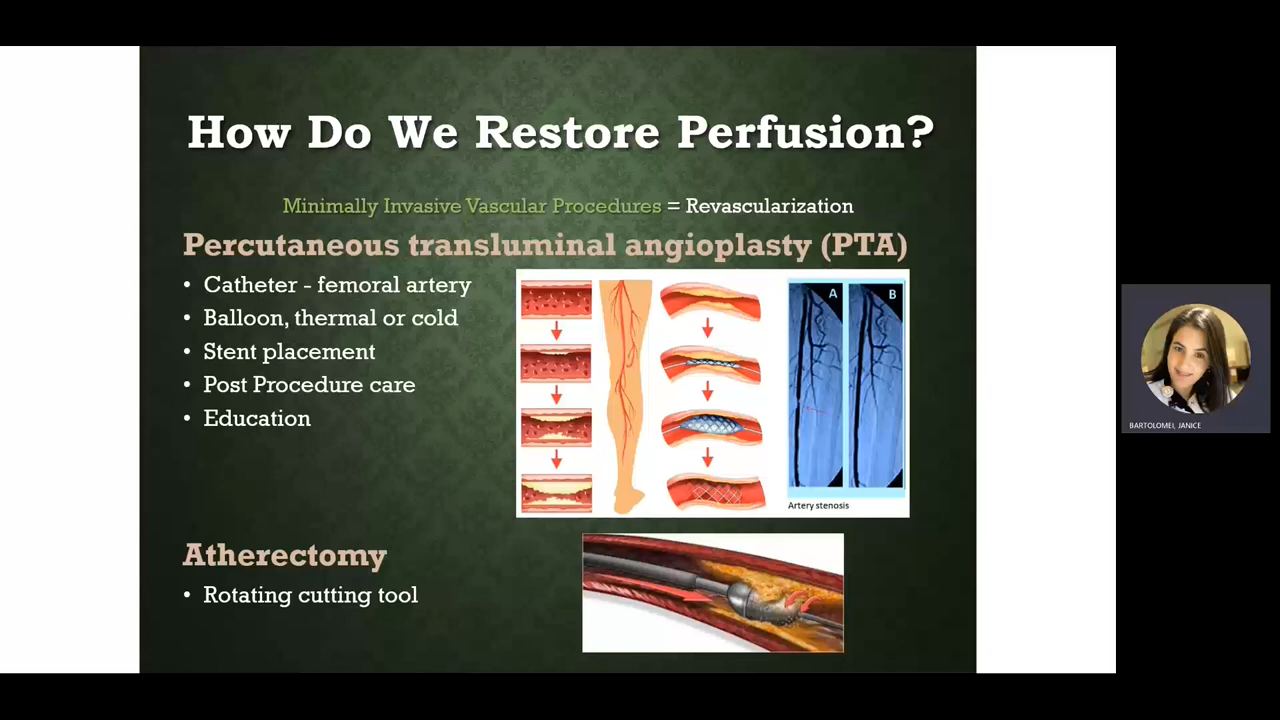 How Do We Restore Perfusion?
Minimally Invasive Vascular Procedures = Revascularization
Percutaneous transluminal angioplasty (PTA)
• Catheter - femoral artery
• Balloon, thermal or cold
• Stent placement
• Post Procedure care
• Education
A
B
Artery stenosis
Atherectomy
• Rotating cutting tool
BARTOLOMEI, JANICE